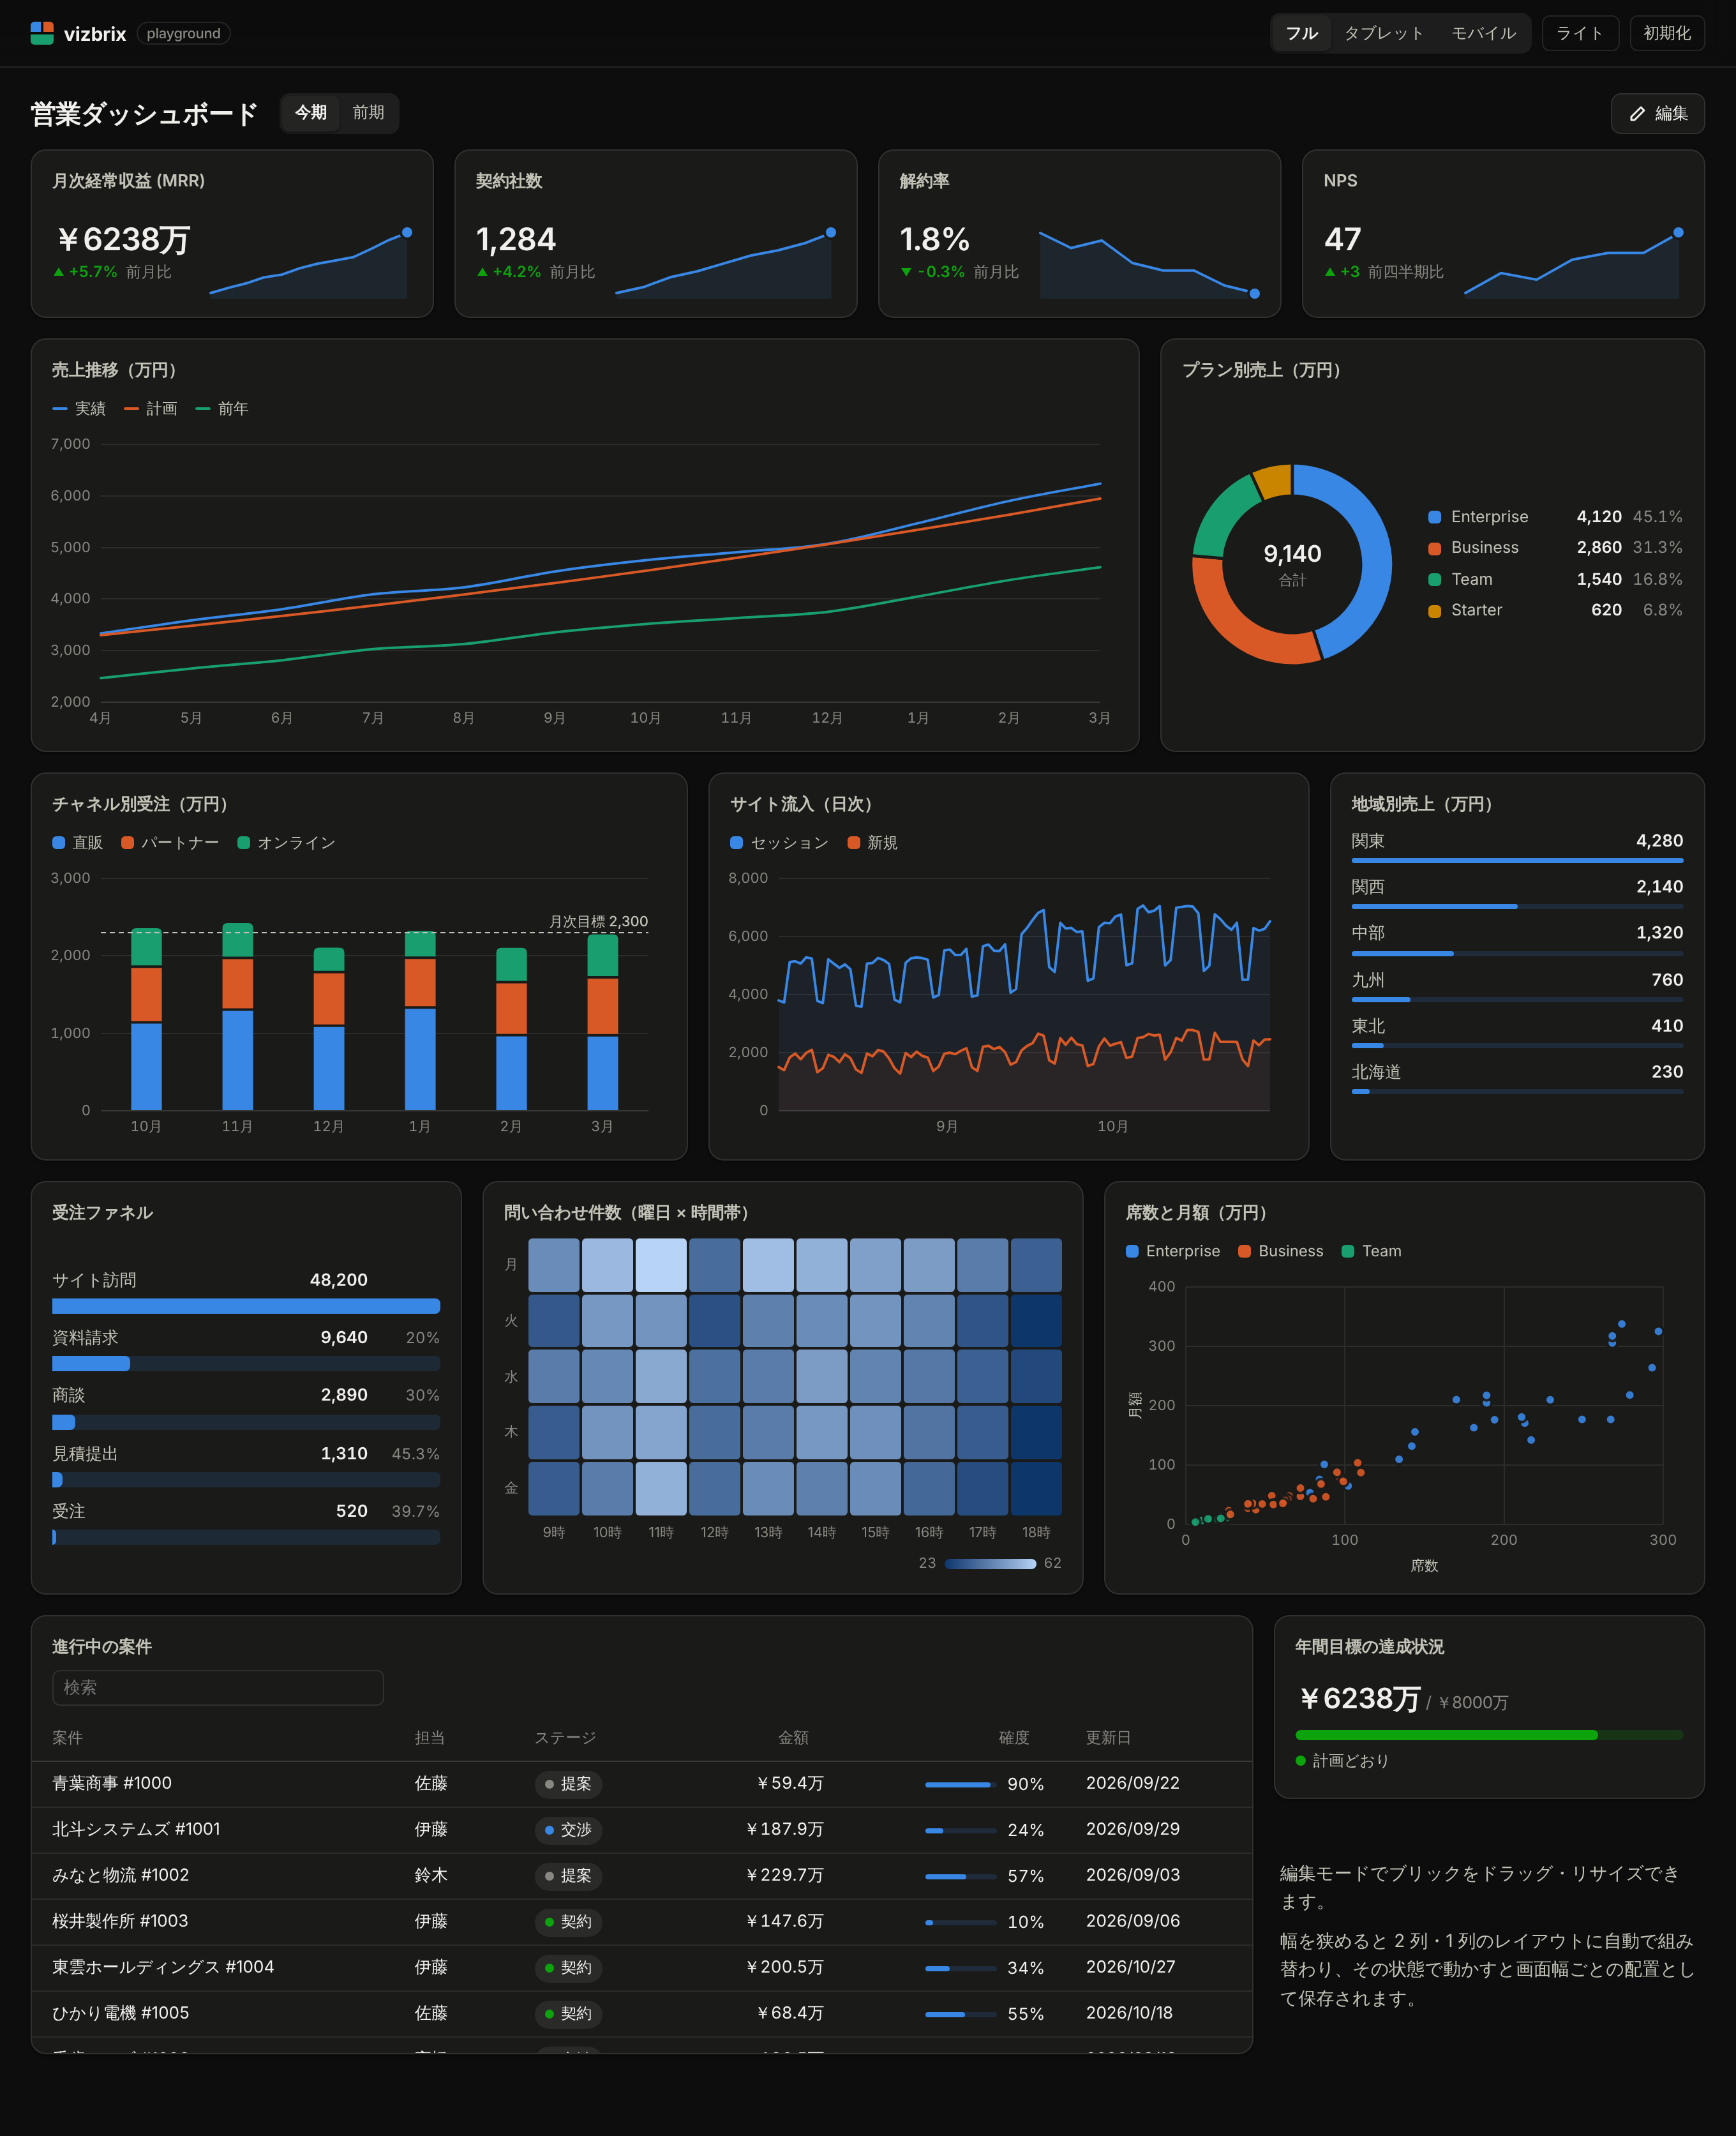 vizbrix playground
フル タブレット モバイル ライト 初期化
営業ダッシュボード 今期 前期 編集
月次経常収益 (MRR)
¥6238万
+5.7% 前月比
契約社数
1,284
+4.2% 前月比
解約率
1.8%
-0.3% 前月比
NPS
47
+3 前四半期比
売上推移（万円）
実績 計画 前年
7,000
6,000
5,000
4,000
3,000
2,000
4月 5月 6月 7月 8月 9月 10月 11月 12月 1月 2月 3月
プラン別売上（万円）
9,140
合計
Enterprise 4,120 45.1%
Business 2,860 31.3%
Team 1,540 16.8%
Starter 620 6.8%
チャネル別受注（万円）
直販 パートナー オンライン
3,000
月次目標 2,300
2,000
1,000
0
10月 11月 12月 1月 2月 3月
サイト流入（日次）
セッション 新規
8,000
6,000
4,000
2,000
0
9月 10月
地域別売上（万円）
関東 4,280
関西 2,140
中部 1,320
九州 760
東北 410
北海道 230
受注ファネル
サイト訪問 48,200
資料請求 9,640 20%
商談 2,890 30%
見積提出 1,310 45.3%
受注 520 39.7%
問い合わせ件数（曜日 × 時間帯）
月
火
水
木
金
9時 10時 11時 12時 13時 14時 15時 16時 17時 18時
23 62
席数と月額（万円）
Enterprise Business Team
400
300
200
100
0
月額
0 100 200 300
席数
進行中の案件
検索
案件 担当 ステージ 金額 確度 更新日
青葉商事 #1000 佐藤 提案 ¥59.4万 90% 2026/09/22
北斗システムズ #1001 伊藤 交渉 ¥187.9万 24% 2026/09/29
みなと物流 #1002 鈴木 提案 ¥229.7万 57% 2026/09/03
桜井製作所 #1003 伊藤 契約 ¥147.6万 10% 2026/09/06
東雲ホールディングス #1004 伊藤 契約 ¥200.5万 34% 2026/10/27
ひかり電機 #1005 佐藤 契約 ¥68.4万 55% 2026/10/18
年間目標の達成状況
¥6238万 / ¥8000万
計画どおり
編集モードでブリックをドラッグ・リサイズでき
ます。
幅を狭めると 2 列・1 列のレイアウトに自動で組み
替わり、その状態で動かすと画面幅ごとの配置とし
て保存されます。